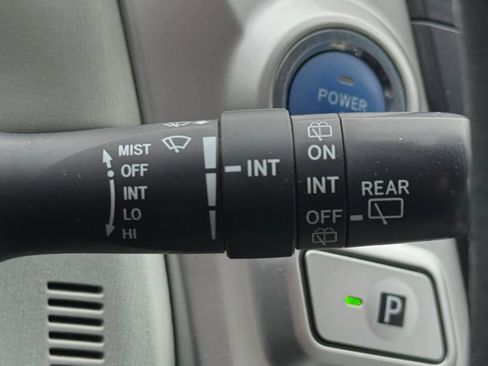 POWER
MIST
OFF
INT
LO
HI
INT
ON
INT
OFF
REAR
P